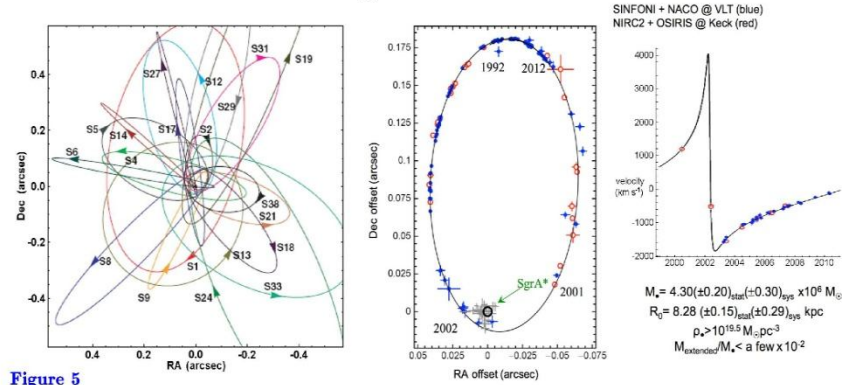 SINFONI + NACO @ VLT (blue)
NIRC2 + OSIRIS @ Keck (red)
0.4
0.2
0.0
-0.2
-0.4
Dec (arcsec)
0.4
0.2
0.0
-0.2
-0.4
RA (arcsec)
S31
S19
S27
S12
S29
S5
S14
S17
S2
S6
S4
S38
S21
S18
S8
S13
S1
S9
S24
S33
0.175
0.15
0.125
0.1
0.075
0.05
0.025
0
Dec offset (arcsec)
1992
2012
SgrA*
2001
2002
0.05
0.025
0
-0.025
-0.05
-0.075
RA offset (arcsec)
4000
3000
2000
1000
velocity
(km s⁻¹)
0
-1000
-2000
2000
2002
2004
2006
2008
2010
M•= 4.30(±0.20)stat(±0.30)sys x10⁶ M☉
R₀= 8.28 (±0.15)stat(±0.29)sys kpc
ρ•>10¹⁹·⁵ M☉pc⁻³
Mextended/M•< a few x10⁻²
Figure 5